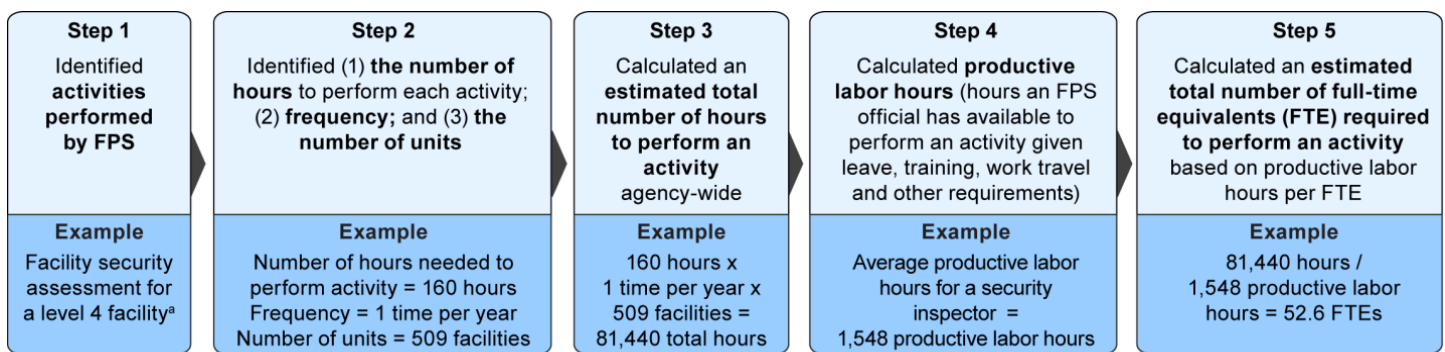 Step 1
Identified
activities
performed
by FPS
Example
Facility security
assessment for
a level 4 facilityᵃ
Step 2
Identified (1) the number of
hours to perform each activity;
(2) frequency; and (3) the
number of units
Example
Number of hours needed to
perform activity = 160 hours
Frequency = 1 time per year
Number of units = 509 facilities
Step 3
Calculated an
estimated total
number of hours
to perform an
activity
agency-wide
Example
160 hours x
1 time per year x
509 facilities =
81,440 total hours
Step 4
Calculated productive
labor hours (hours an FPS
official has available to
perform an activity given
leave, training, work travel
and other requirements)
Example
Average productive labor
hours for a security
inspector =
1,548 productive labor hours
Step 5
Calculated an estimated
total number of full-time
equivalents (FTE) required
to perform an activity
based on productive labor
hours per FTE
Example
81,440 hours /
1,548 productive labor
hours = 52.6 FTEs